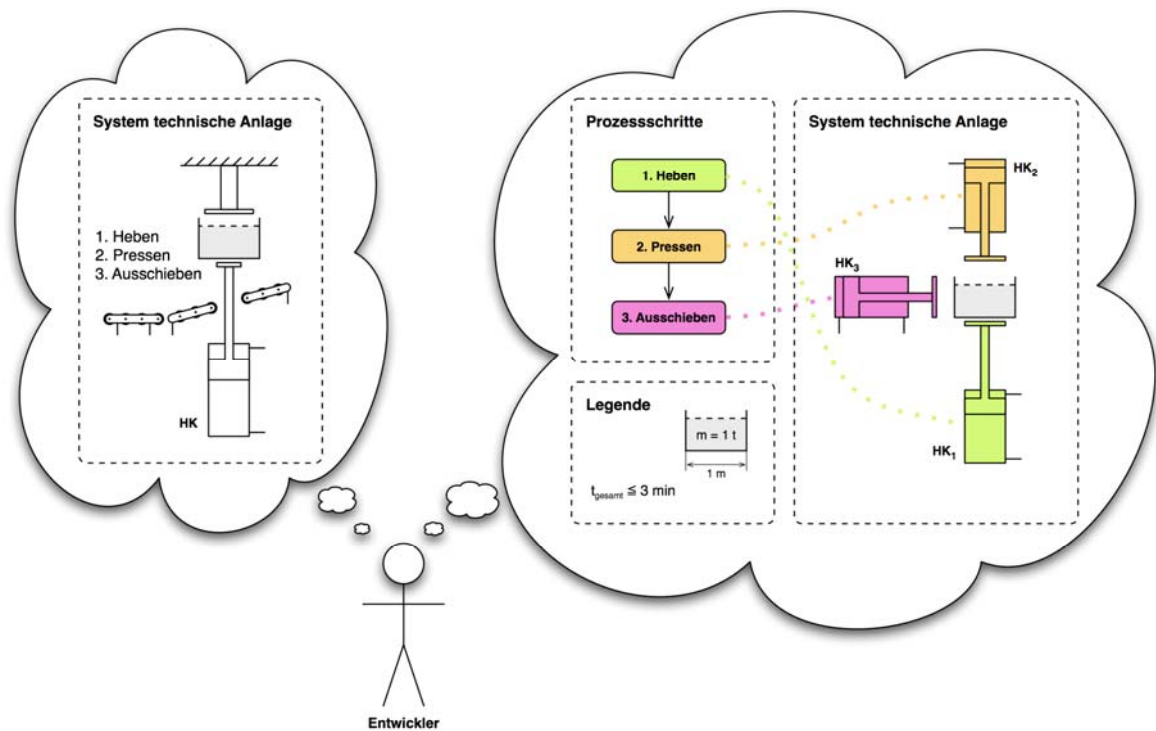 System technische Anlage
1. Heben
2. Pressen
3. Ausschieben
HK
Prozessschritte
1. Heben
2. Pressen
3. Ausschieben
Legende
m = 1 t
1 m
t_gesamt ≦ 3 min
System technische Anlage
HK₂
HK₃
HK₁
Entwickler